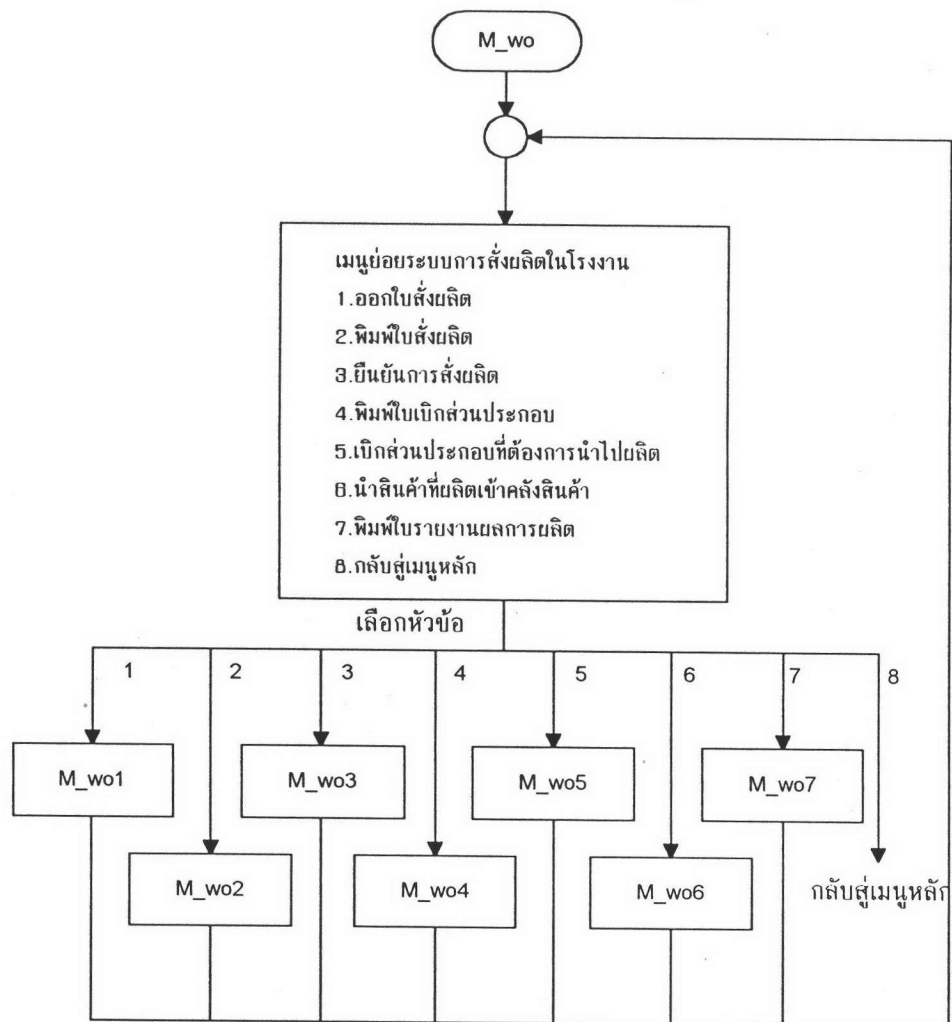 M_wo
เมนูย่อยระบบการสั่งผลิตในโรงงาน
1.ออกใบสั่งผลิต
2.พิมพ์ใบสั่งผลิต
3.ยืนยันการสั่งผลิต
4.พิมพ์ใบเบิกส่วนประกอบ
5.เบิกส่วนประกอบที่ต้องการนำไปผลิต
6.นำสินค้าที่ผลิตเข้าคลังสินค้า
7.พิมพ์ใบรายงานผลการผลิต
8.กลับสู่เมนูหลัก
เลือกหัวข้อ
1 2 3 4 5 6 7 8
M_wo1 M_wo3 M_wo5 M_wo7
M_wo2 M_wo4 M_wo6 กลับสู่เมนูหลัก